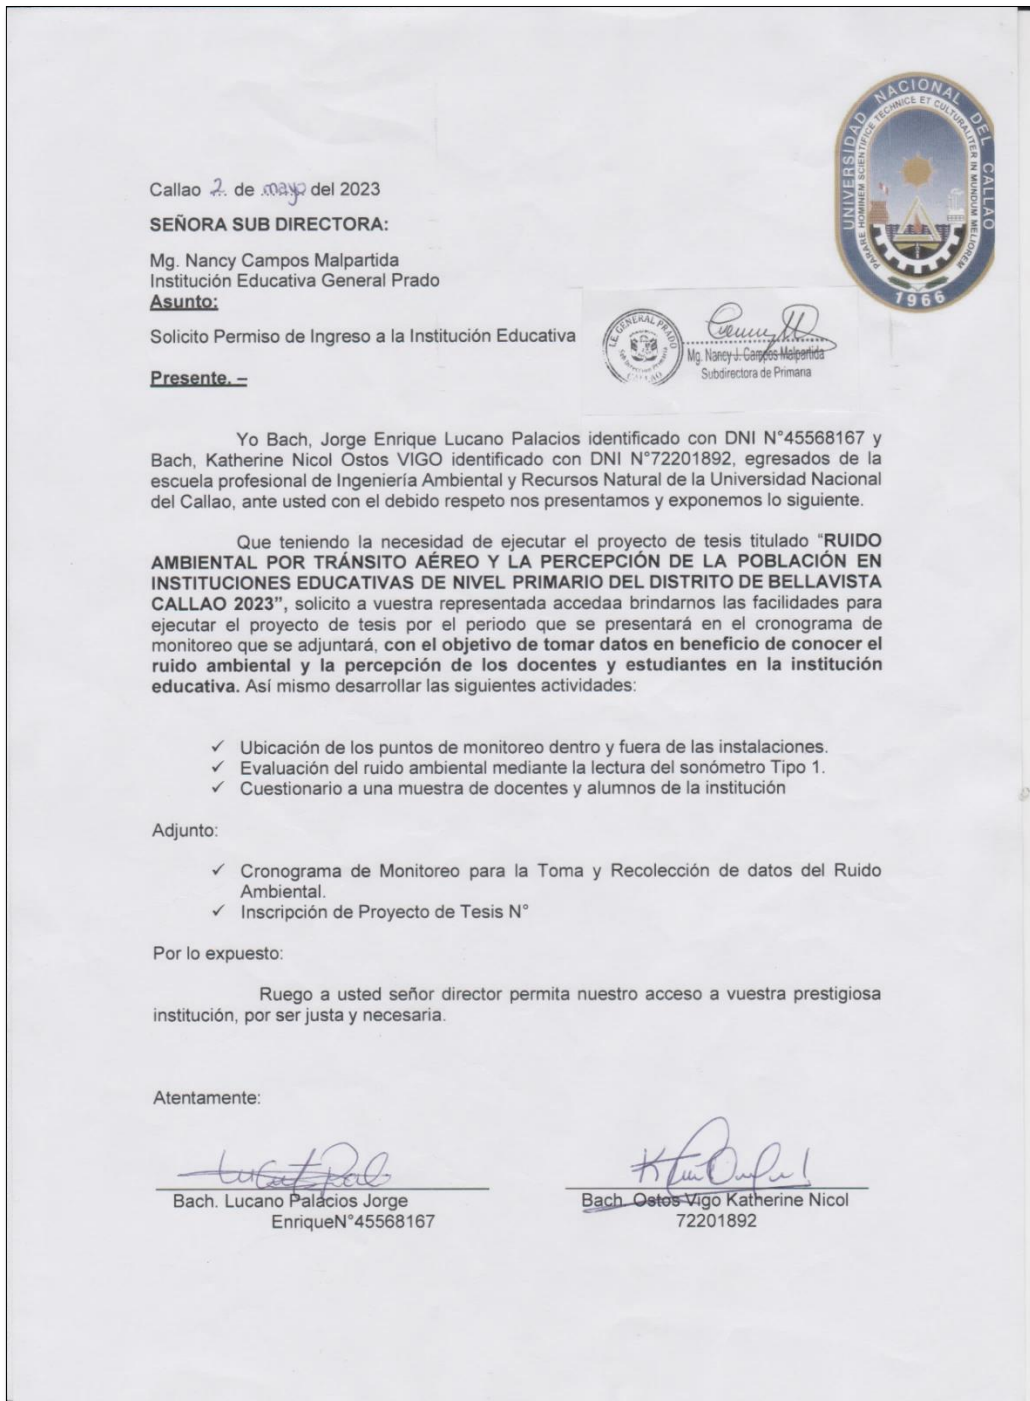 UNIVERSIDAD NACIONAL DEL CALLAO
PARARE HOMINEM SCIENTIFICE TECHNICE ET CULTURALITER IN MUNDUM MELIOREM
1966
Callao 2 de mayo del 2023
SEÑORA SUB DIRECTORA:
Mg. Nancy Campos Malpartida
Institución Educativa General Prado
Asunto:
Solicito Permiso de Ingreso a la Institución Educativa
I.E. GENERAL PRADO
CALLAO
Mg. Nancy J. Campos Malpartida
Subdirectora de Primaria
Presente. –
Yo Bach, Jorge Enrique Lucano Palacios identificado con DNI N°45568167 y
Bach, Katherine Nicol Ostos VIGO identificado con DNI N°72201892, egresados de la
escuela profesional de Ingeniería Ambiental y Recursos Natural de la Universidad Nacional
del Callao, ante usted con el debido respeto nos presentamos y exponemos lo siguiente.
Que teniendo la necesidad de ejecutar el proyecto de tesis titulado “RUIDO
AMBIENTAL POR TRÁNSITO AÉREO Y LA PERCEPCIÓN DE LA POBLACIÓN EN
INSTITUCIONES EDUCATIVAS DE NIVEL PRIMARIO DEL DISTRITO DE BELLAVISTA
CALLAO 2023”, solicito a vuestra representada accedaa brindarnos las facilidades para
ejecutar el proyecto de tesis por el periodo que se presentará en el cronograma de
monitoreo que se adjuntará, con el objetivo de tomar datos en beneficio de conocer el
ruido ambiental y la percepción de los docentes y estudiantes en la institución
educativa. Así mismo desarrollar las siguientes actividades:
✓ Ubicación de los puntos de monitoreo dentro y fuera de las instalaciones.
✓ Evaluación del ruido ambiental mediante la lectura del sonómetro Tipo 1.
✓ Cuestionario a una muestra de docentes y alumnos de la institución
Adjunto:
✓ Cronograma de Monitoreo para la Toma y Recolección de datos del Ruido
Ambiental.
✓ Inscripción de Proyecto de Tesis N°
Por lo expuesto:
Ruego a usted señor director permita nuestro acceso a vuestra prestigiosa
institución, por ser justa y necesaria.
Atentamente:
Bach. Lucano Palacios Jorge
EnriqueN°45568167
Bach. Ostos Vigo Katherine Nicol
72201892